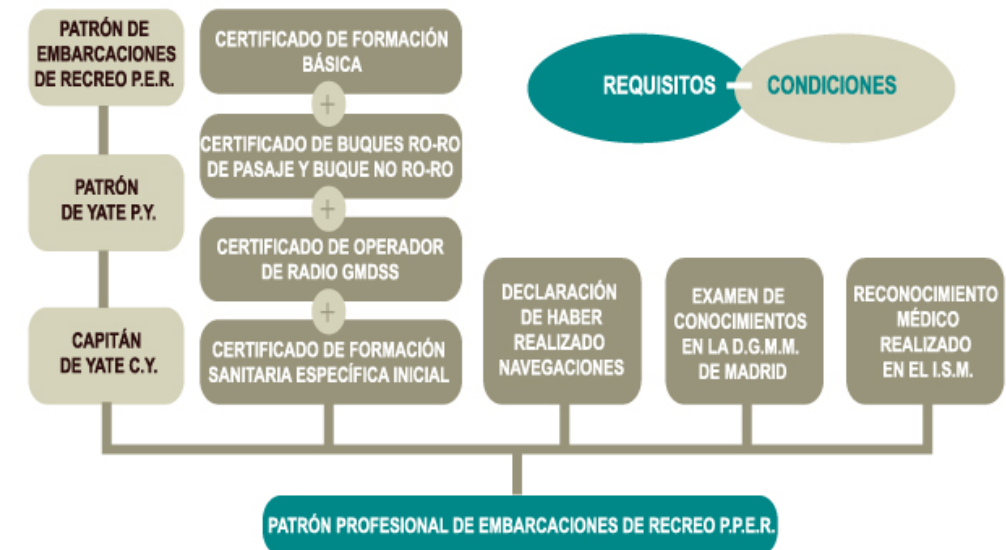 PATRÓN DE
EMBARCACIONES
DE RECREO P.E.R.
PATRÓN
DE YATE P.Y.
CAPITÁN
DE YATE C.Y.
CERTIFICADO DE FORMACIÓN
BÁSICA
+
CERTIFICADO DE BUQUES RO-RO
DE PASAJE Y BUQUE NO RO-RO
+
CERTIFICADO DE OPERADOR
DE RADIO GMDSS
+
CERTIFICADO DE FORMACIÓN
SANITARIA ESPECÍFICA INICIAL
REQUISITOS
CONDICIONES
DECLARACIÓN
DE HABER
REALIZADO
NAVEGACIONES
EXAMEN DE
CONOCIMIENTOS
EN LA D.G.M.M.
DE MADRID
RECONOCIMIENTO
MÉDICO
REALIZADO
EN EL I.S.M.
PATRÓN PROFESIONAL DE EMBARCACIONES DE RECREO P.P.E.R.